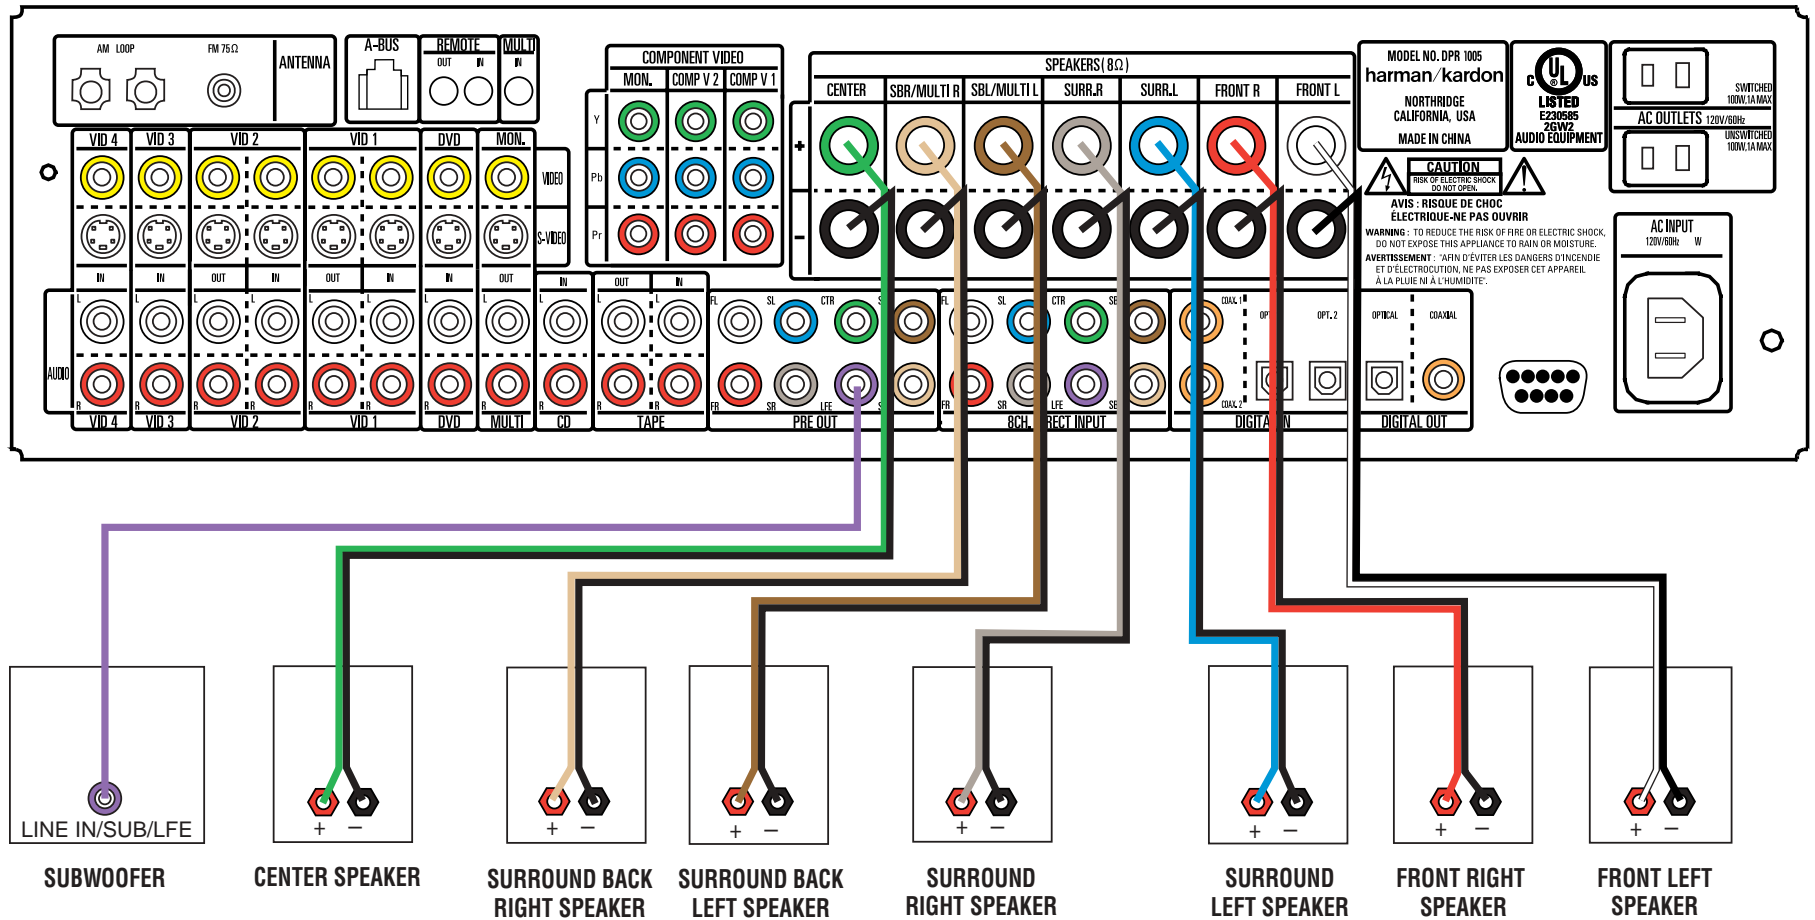 AM LOOP
FM 75Ω
ANTENNA
A-BUS
REMOTE
OUT IN
MULTI
IN
COMPONENT VIDEO
MON. COMP V 2 COMP V 1
Y
Pb
Pr
SPEAKERS(8Ω)
CENTER SBR/MULTI R SBL/MULTI L SURR.R SURR.L FRONT R FRONT L
+
–
MODEL NO. DPR 1005
harman/kardon
NORTHRIDGE
CALIFORNIA, USA
MADE IN CHINA
C UL US
®
LISTED
E230585
2GW2
AUDIO EQUIPMENT
SWITCHED
100W,1A MAX
AC OUTLETS 120V/60Hz
UNSWITCHED
100W,1A MAX
CAUTION
RISK OF ELECTRIC SHOCK
DO NOT OPEN.
AVIS : RISQUE DE CHOC
ÉLECTRIQUE-NE PAS OUVRIR
WARNING : TO REDUCE THE RISK OF FIRE OR ELECTRIC SHOCK,
DO NOT EXPOSE THIS APPLIANCE TO RAIN OR MOISTURE.
AVERTISSEMENT : "AFIN D'ÉVITER LES DANGERS D'INCENDIE
ET D'ÉLECTROCUTION, NE PAS EXPOSER CET APPAREIL
À LA PLUIE NI À L'HUMIDITE".
AC INPUT
120V/60Hz W
VID 4 VID 3 VID 2 VID 1 DVD MON.
VIDEO
S-VIDEO
IN IN OUT IN OUT IN IN OUT IN OUT IN
L L L L L L L L L L L
AUDIO
R R R R R R R R R R R
VID 4 VID 3 VID 2 VID 1 DVD MULTI CD TAPE
FL SL CTR
FR SR LFE
PRE OUT
FL SL CTR SB
FR SR LFE SB
8CH. RECT INPUT
COAX. 1
OPT. 2
COAX. 2
DIGITAL IN
OPTICAL COAXIAL
DIGITAL OUT
LINE IN/SUB/LFE
+ – + – + – + – + – + – + –
SUBWOOFER
CENTER SPEAKER
SURROUND BACK
RIGHT SPEAKER
SURROUND BACK
LEFT SPEAKER
SURROUND
RIGHT SPEAKER
SURROUND
LEFT SPEAKER
FRONT RIGHT
SPEAKER
FRONT LEFT
SPEAKER